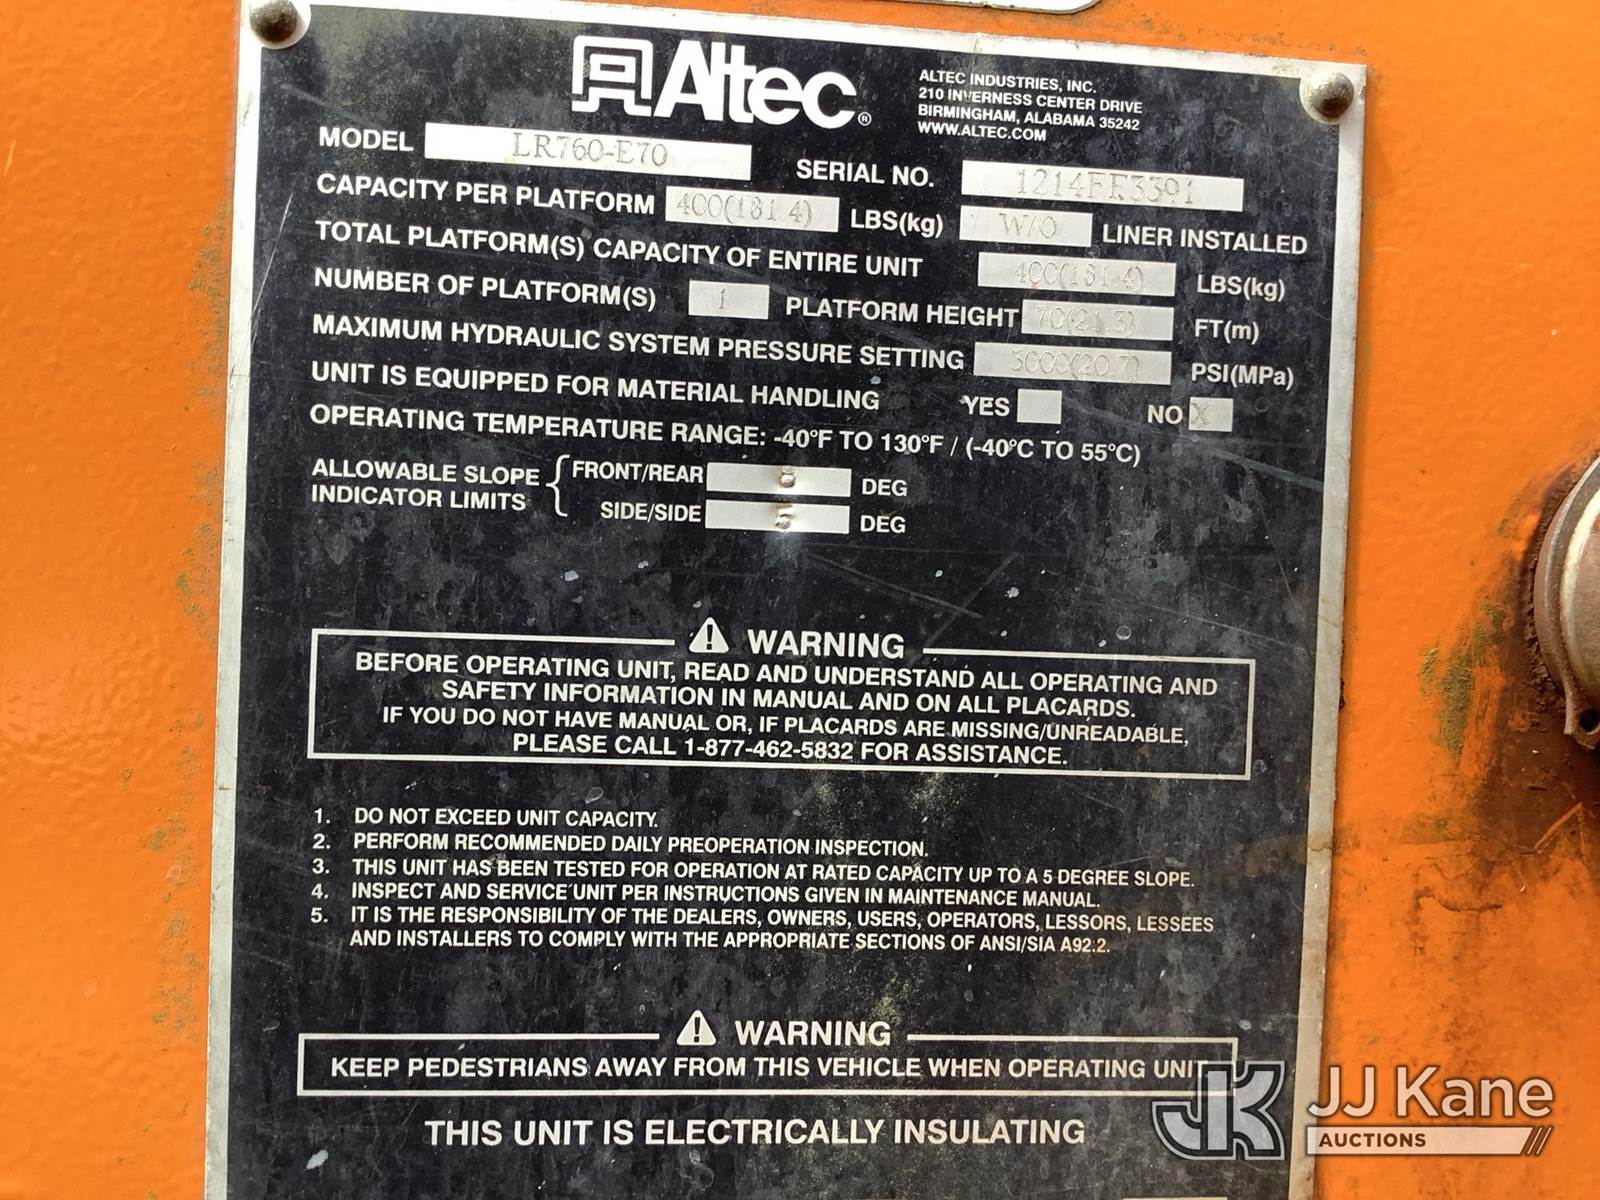 Altec®
ALTEC INDUSTRIES, INC.
210 INVERNESS CENTER DRIVE
BIRMINGHAM, ALABAMA 35242
WWW.ALTEC.COM
MODEL LR760-E70 SERIAL NO. 1214FF3391
CAPACITY PER PLATFORM 400(181.4) LBS(kg) W/O LINER INSTALLED
TOTAL PLATFORM(S) CAPACITY OF ENTIRE UNIT 400(181.4) LBS(kg)
NUMBER OF PLATFORM(S) 1 PLATFORM HEIGHT 70(21.3) FT(m)
MAXIMUM HYDRAULIC SYSTEM PRESSURE SETTING 3000(20.7) PSI(MPa)
UNIT IS EQUIPPED FOR MATERIAL HANDLING YES NO X
OPERATING TEMPERATURE RANGE: -40°F TO 130°F / (-40°C TO 55°C)
ALLOWABLE SLOPE INDICATOR LIMITS
FRONT/REAR DEG
SIDE/SIDE 5 DEG
WARNING
BEFORE OPERATING UNIT, READ AND UNDERSTAND ALL OPERATING AND
SAFETY INFORMATION IN MANUAL AND ON ALL PLACARDS.
IF YOU DO NOT HAVE MANUAL OR, IF PLACARDS ARE MISSING/UNREADABLE,
PLEASE CALL 1-877-462-5832 FOR ASSISTANCE.
1. DO NOT EXCEED UNIT CAPACITY.
2. PERFORM RECOMMENDED DAILY PREOPERATION INSPECTION.
3. THIS UNIT HAS BEEN TESTED FOR OPERATION AT RATED CAPACITY UP TO A 5 DEGREE SLOPE.
4. INSPECT AND SERVICE UNIT PER INSTRUCTIONS GIVEN IN MAINTENANCE MANUAL.
5. IT IS THE RESPONSIBILITY OF THE DEALERS, OWNERS, USERS, OPERATORS, LESSORS, LESSEES
AND INSTALLERS TO COMPLY WITH THE APPROPRIATE SECTIONS OF ANSI/SIA A92.2.
WARNING
KEEP PEDESTRIANS AWAY FROM THIS VEHICLE WHEN OPERATING UNIT
THIS UNIT IS ELECTRICALLY INSULATING
JK JJ Kane
AUCTIONS